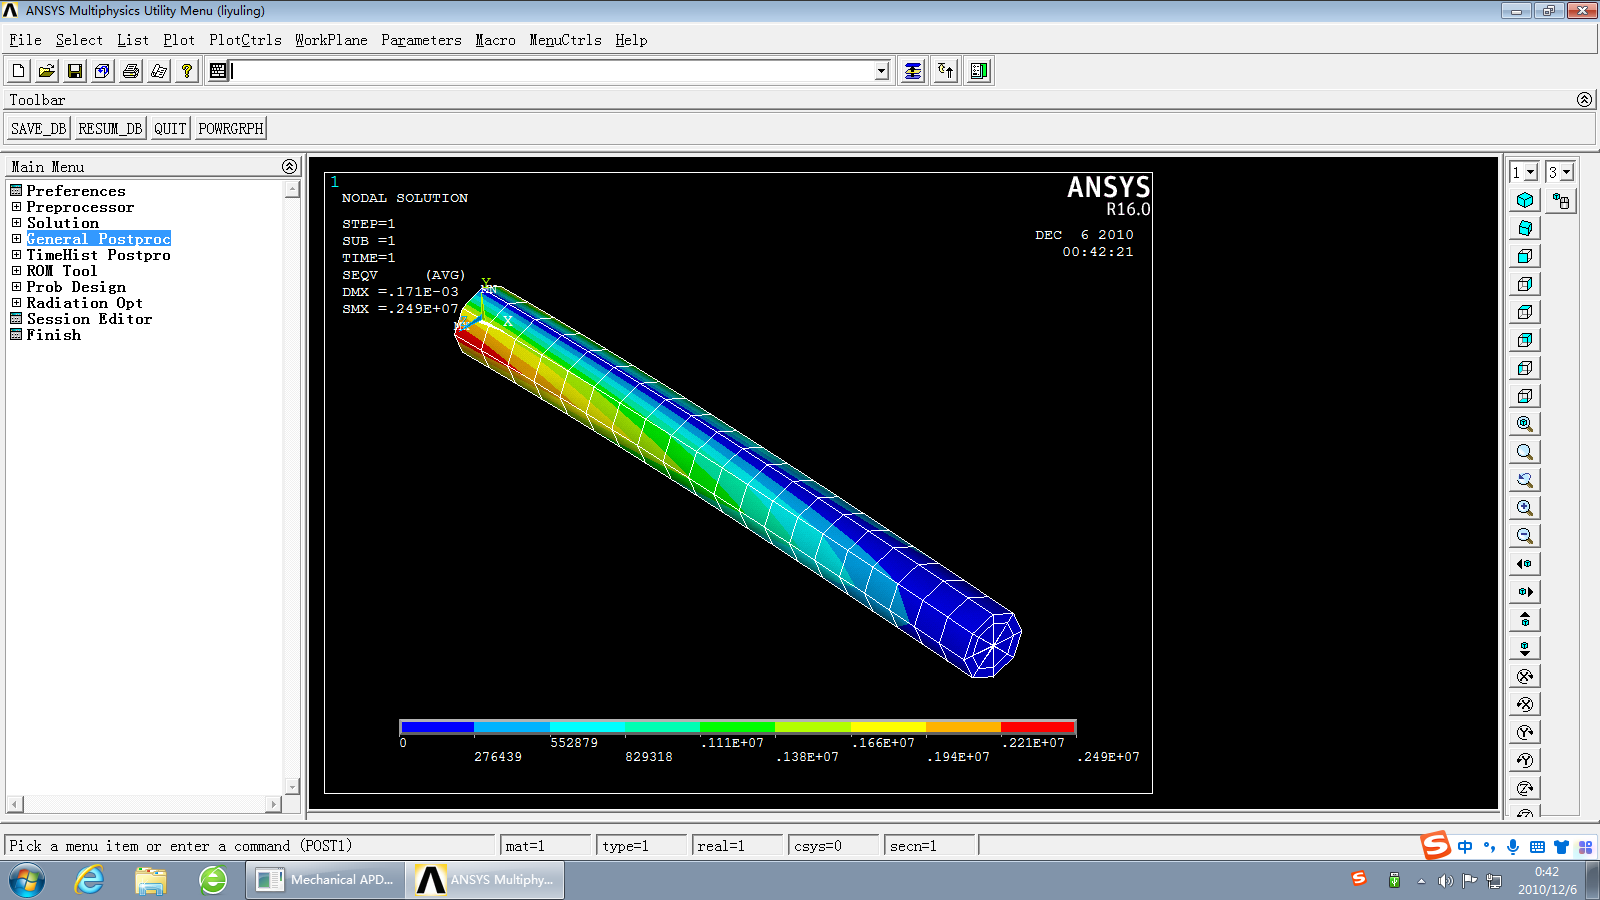 ANSYS Multiphysics Utility Menu (liyuling)
File Select List Plot PlotCtrls WorkPlane Parameters Macro MenuCtrls Help
Toolbar
SAVE_DB RESUM_DB QUIT POWRGRPH
Main Menu
Preferences
Preprocessor
Solution
General Postproc
TimeHist Postpro
ROM Tool
Prob Design
Radiation Opt
Session Editor
Finish
1
NODAL SOLUTION
STEP=1
SUB =1
TIME=1
SEQV (AVG)
DMX =.171E-03
SMX =.249E+07
ANSYS
R16.0
DEC 6 2010
00:42:21
Y
MN
X
0 552879 .111E+07 .166E+07 .221E+07
276439 829318 .138E+07 .194E+07 .249E+07
1 3
Pick a menu item or enter a command (POST1)
mat=1 type=1 real=1 csys=0 secn=1
中
Mechanical APD...
ANSYS Multiphy...
0:42
2010/12/6